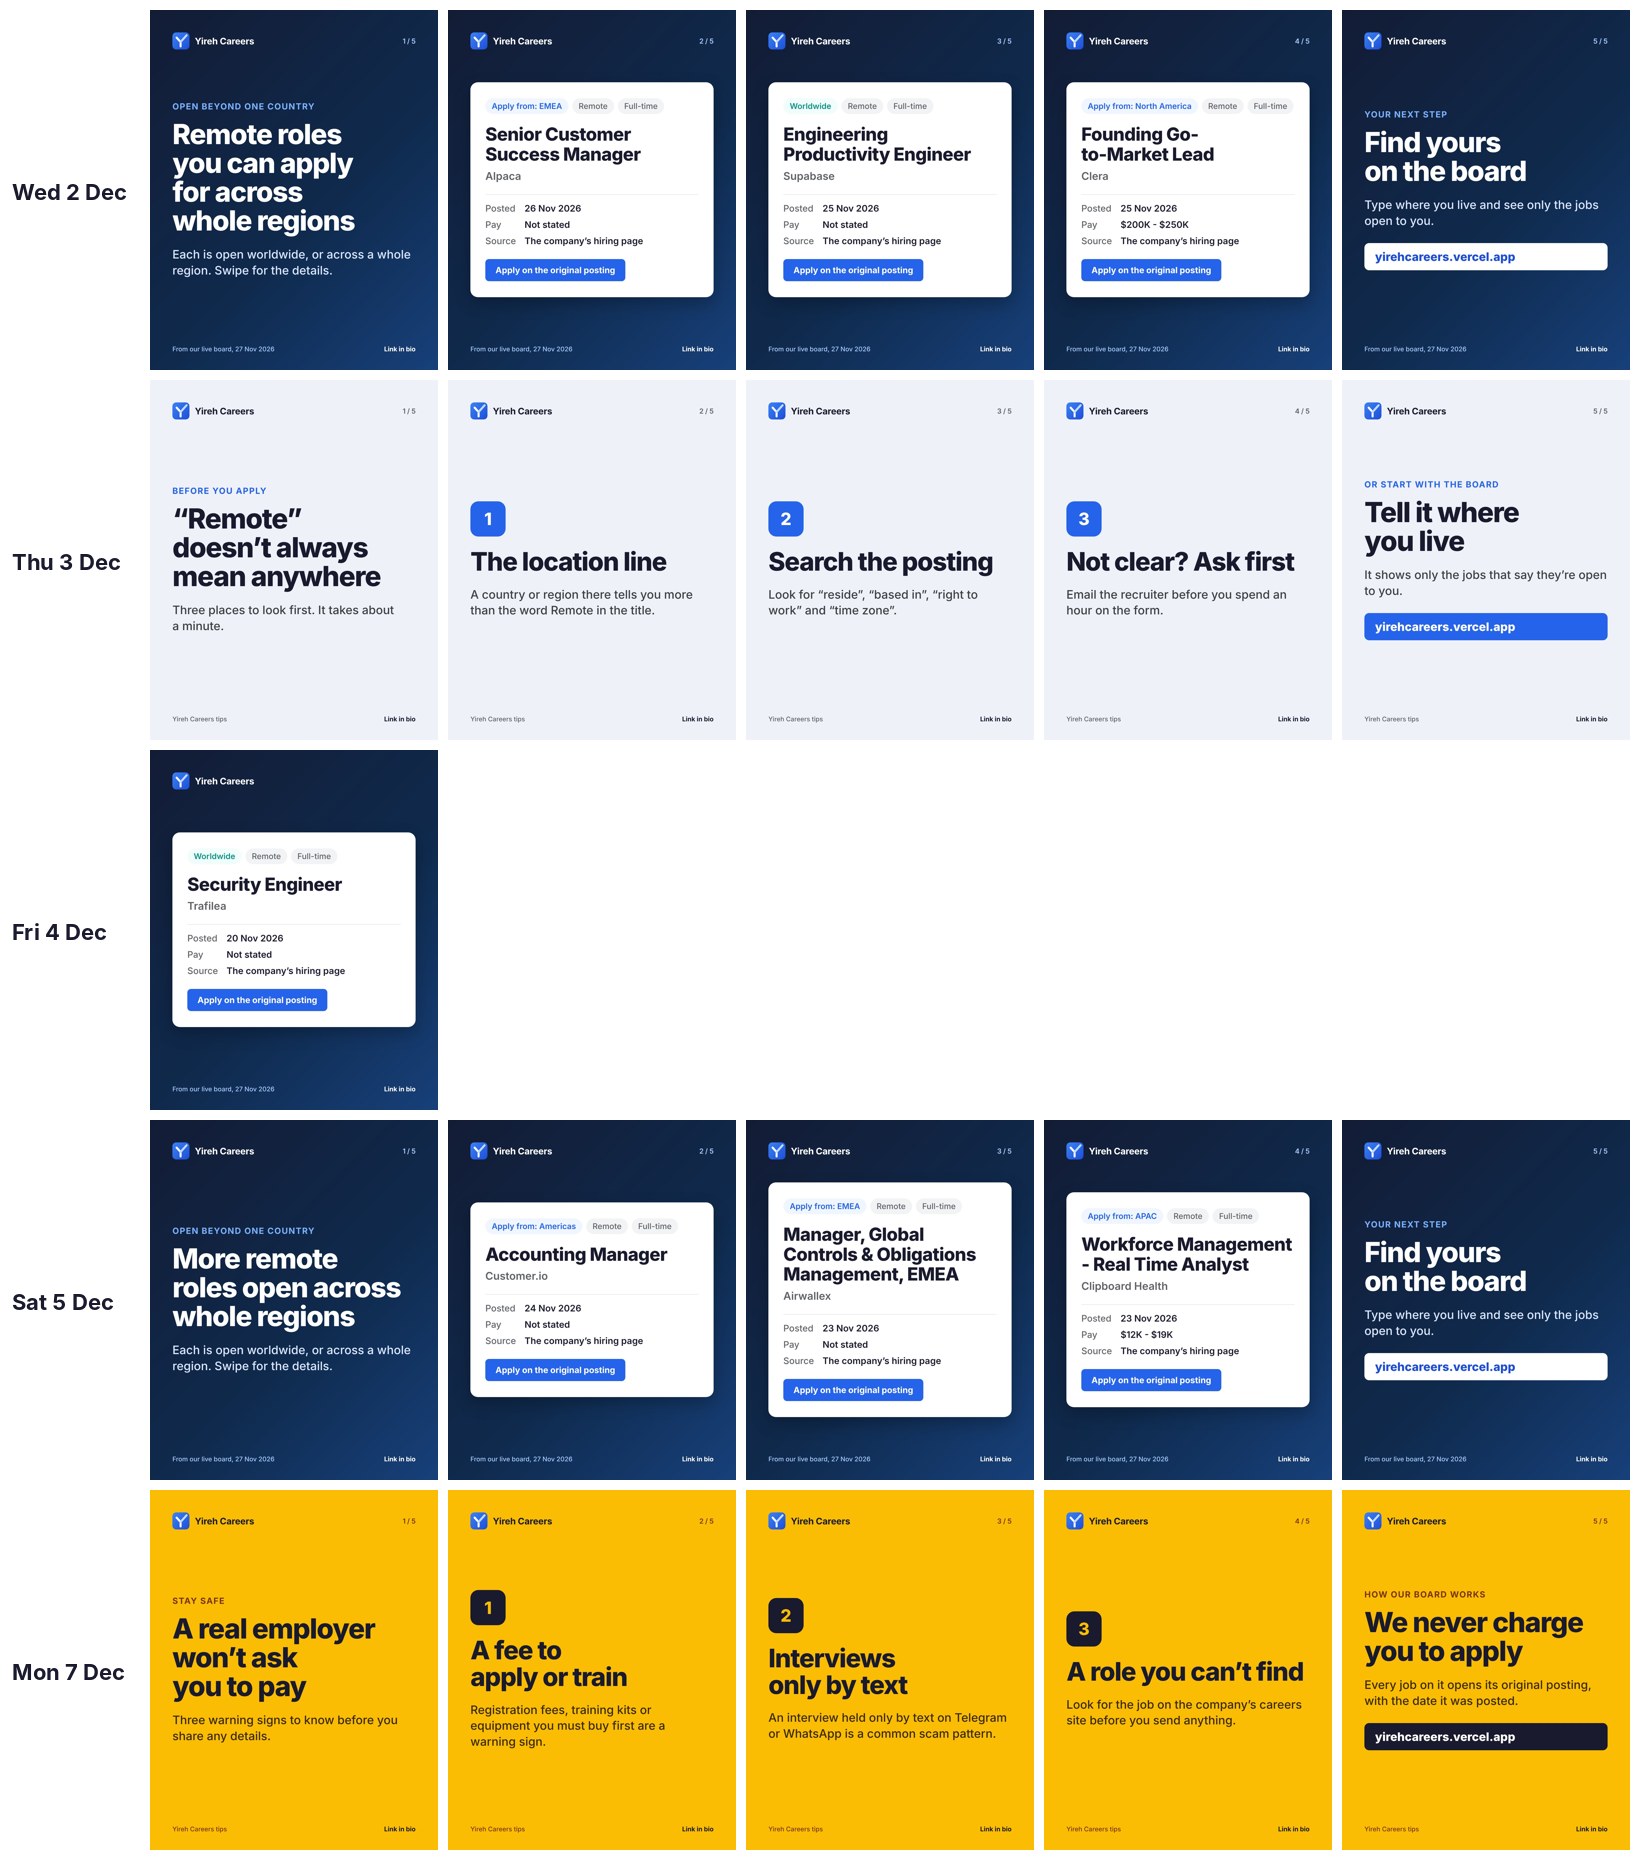 Wed 2 Dec
Yireh Careers
1 / 5
OPEN BEYOND ONE COUNTRY
Remote roles
you can apply
for across
whole regions
Each is open worldwide, or across a whole
region. Swipe for the details.
From our live board, 27 Nov 2026
Link in bio
Yireh Careers
2 / 5
Apply from: EMEA
Remote
Full-time
Senior Customer
Success Manager
Alpaca
Posted 26 Nov 2026
Pay Not stated
Source The company’s hiring page
Apply on the original posting
From our live board, 27 Nov 2026
Link in bio
Yireh Careers
3 / 5
Worldwide
Remote
Full-time
Engineering
Productivity Engineer
Supabase
Posted 25 Nov 2026
Pay Not stated
Source The company’s hiring page
Apply on the original posting
From our live board, 27 Nov 2026
Link in bio
Yireh Careers
4 / 5
Apply from: North America
Remote
Full-time
Founding Go-
to-Market Lead
Clera
Posted 25 Nov 2026
Pay $200K - $250K
Source The company’s hiring page
Apply on the original posting
From our live board, 27 Nov 2026
Link in bio
Yireh Careers
5 / 5
YOUR NEXT STEP
Find yours
on the board
Type where you live and see only the jobs
open to you.
yirehcareers.vercel.app
From our live board, 27 Nov 2026
Link in bio
Thu 3 Dec
Yireh Careers
1 / 5
BEFORE YOU APPLY
“Remote”
doesn’t always
mean anywhere
Three places to look first. It takes about
a minute.
Yireh Careers tips
Link in bio
Yireh Careers
2 / 5
1
The location line
A country or region there tells you more
than the word Remote in the title.
Yireh Careers tips
Link in bio
Yireh Careers
3 / 5
2
Search the posting
Look for “reside”, “based in”, “right to
work” and “time zone”.
Yireh Careers tips
Link in bio
Yireh Careers
4 / 5
3
Not clear? Ask first
Email the recruiter before you spend an
hour on the form.
Yireh Careers tips
Link in bio
Yireh Careers
5 / 5
OR START WITH THE BOARD
Tell it where
you live
It shows only the jobs that say they’re open
to you.
yirehcareers.vercel.app
Yireh Careers tips
Link in bio
Fri 4 Dec
Yireh Careers
Worldwide
Remote
Full-time
Security Engineer
Trafilea
Posted 20 Nov 2026
Pay Not stated
Source The company’s hiring page
Apply on the original posting
From our live board, 27 Nov 2026
Link in bio
Sat 5 Dec
Yireh Careers
1 / 5
OPEN BEYOND ONE COUNTRY
More remote
roles open across
whole regions
Each is open worldwide, or across a whole
region. Swipe for the details.
From our live board, 27 Nov 2026
Link in bio
Yireh Careers
2 / 5
Apply from: Americas
Remote
Full-time
Accounting Manager
Customer.io
Posted 24 Nov 2026
Pay Not stated
Source The company’s hiring page
Apply on the original posting
From our live board, 27 Nov 2026
Link in bio
Yireh Careers
3 / 5
Apply from: EMEA
Remote
Full-time
Manager, Global
Controls & Obligations
Management, EMEA
Airwallex
Posted 23 Nov 2026
Pay Not stated
Source The company’s hiring page
Apply on the original posting
From our live board, 27 Nov 2026
Link in bio
Yireh Careers
4 / 5
Apply from: APAC
Remote
Full-time
Workforce Management
- Real Time Analyst
Clipboard Health
Posted 23 Nov 2026
Pay $12K - $19K
Source The company’s hiring page
Apply on the original posting
From our live board, 27 Nov 2026
Link in bio
Yireh Careers
5 / 5
YOUR NEXT STEP
Find yours
on the board
Type where you live and see only the jobs
open to you.
yirehcareers.vercel.app
From our live board, 27 Nov 2026
Link in bio
Mon 7 Dec
Yireh Careers
1 / 5
STAY SAFE
A real employer
won’t ask
you to pay
Three warning signs to know before you
share any details.
Yireh Careers tips
Link in bio
Yireh Careers
2 / 5
1
A fee to
apply or train
Registration fees, training kits or
equipment you must buy first are a
warning sign.
Yireh Careers tips
Link in bio
Yireh Careers
3 / 5
2
Interviews
only by text
An interview held only by text on Telegram
or WhatsApp is a common scam pattern.
Yireh Careers tips
Link in bio
Yireh Careers
4 / 5
3
A role you can’t find
Look for the job on the company’s careers
site before you send anything.
Yireh Careers tips
Link in bio
Yireh Careers
5 / 5
HOW OUR BOARD WORKS
We never charge
you to apply
Every job on it opens its original posting,
with the date it was posted.
yirehcareers.vercel.app
Yireh Careers tips
Link in bio